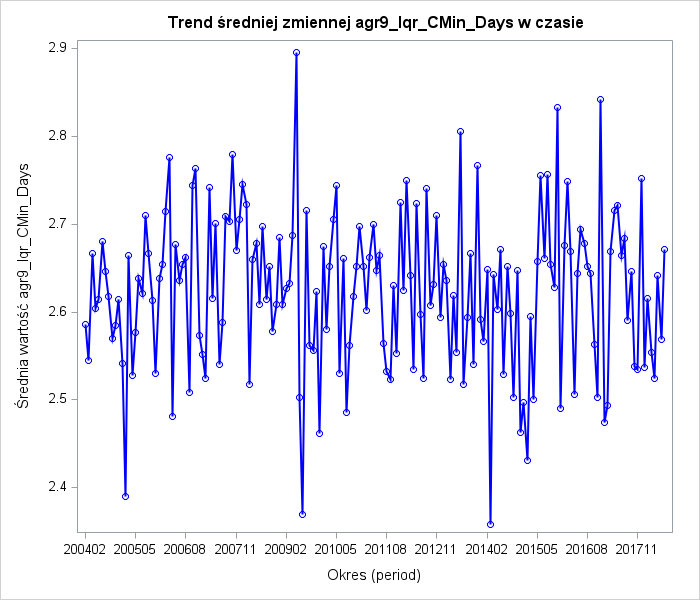 Trend średniej zmiennej agr9_Iqr_CMin_Days w czasie
2.9
2.8
2.7
2.6
2.5
2.4
Średnia wartość agr9_Iqr_CMin_Days
200402 200505 200608 200711 200902 201005 201108 201211 201402 201505 201608 201711
Okres (period)